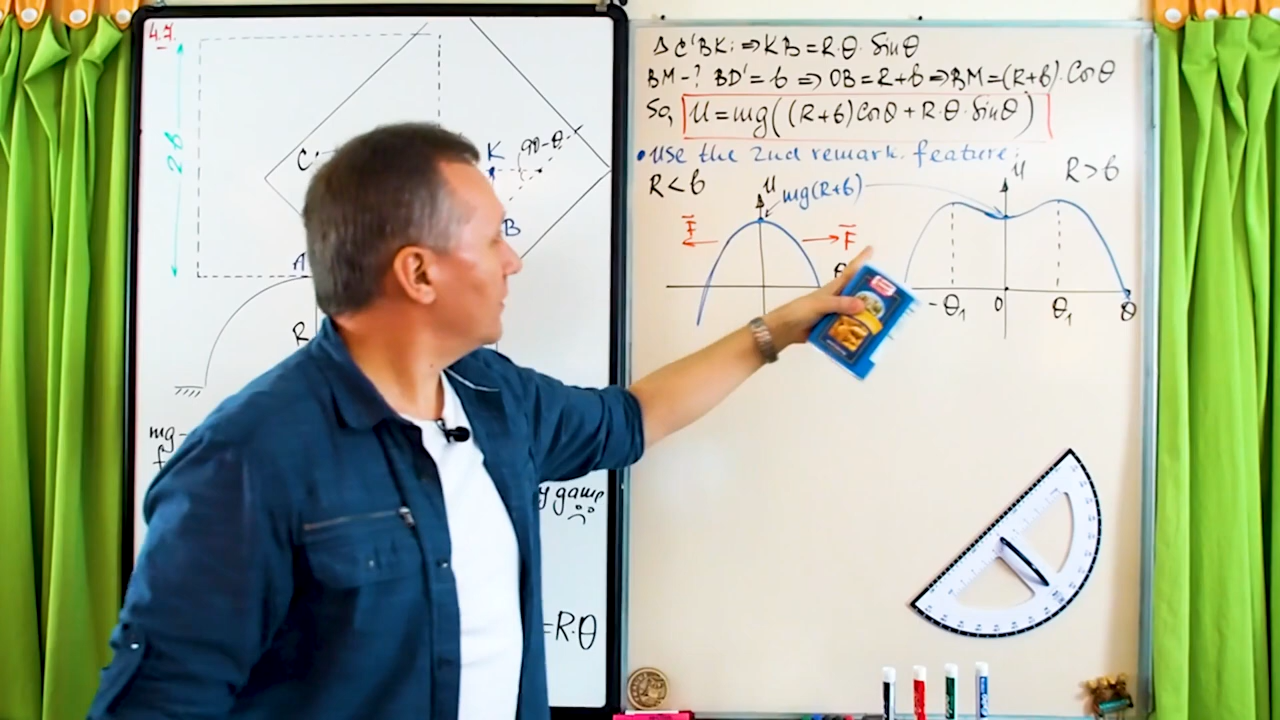 4.7.
2b
C'
K
90-θ
B
A
R
mg-
y game
=R·θ
Δ C'BK: ⇒ KB = R·θ·Sinθ
BM-? BD' = b ⇒ OB = R+b ⇒ BM = (R+b)·Cosθ
So, U = mg((R+b)Cosθ + R·θ·Sinθ)
• Use the 2nd remark feature:
R < b
U
mg(R+b)
U
R > b
F
F
-θ₁
0
θ₁
θ